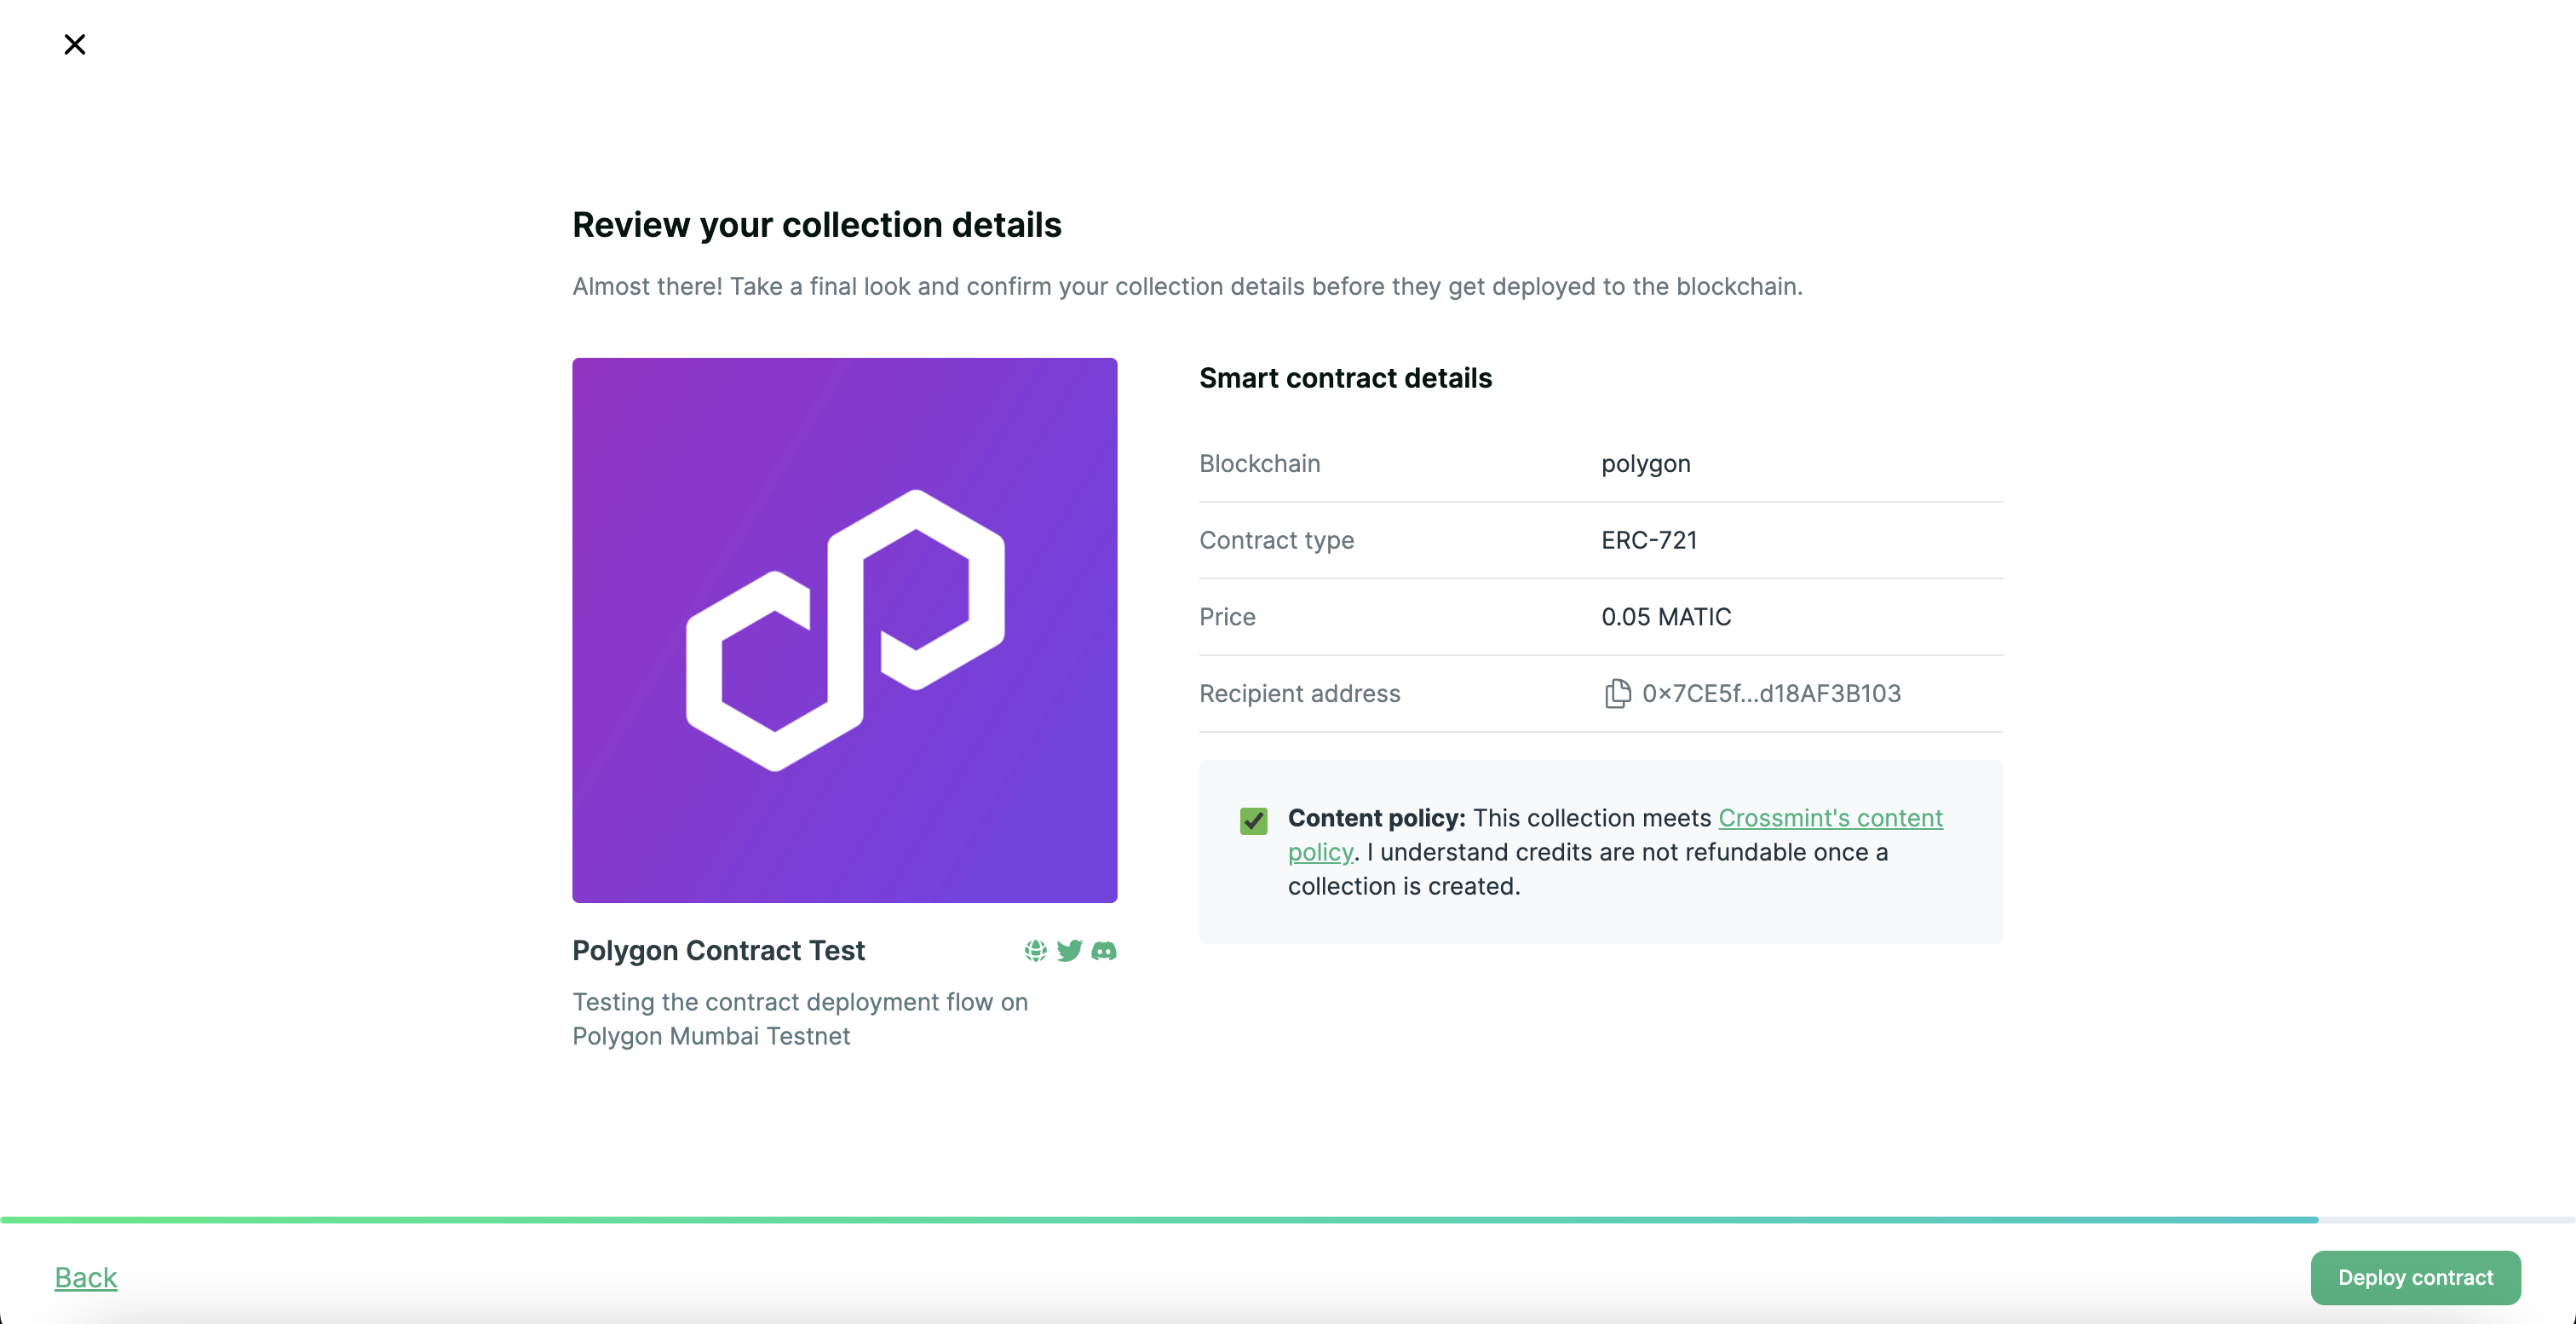 Review your collection details
Almost there! Take a final look and confirm your collection details before they get deployed to the blockchain.
Smart contract details
Blockchain polygon
Contract type ERC-721
Price 0.05 MATIC
Recipient address 0x7CE5f...d18AF3B103
Content policy: This collection meets Crossmint's content
policy. I understand credits are not refundable once a
collection is created.
Polygon Contract Test
Testing the contract deployment flow on
Polygon Mumbai Testnet
Back
Deploy contract